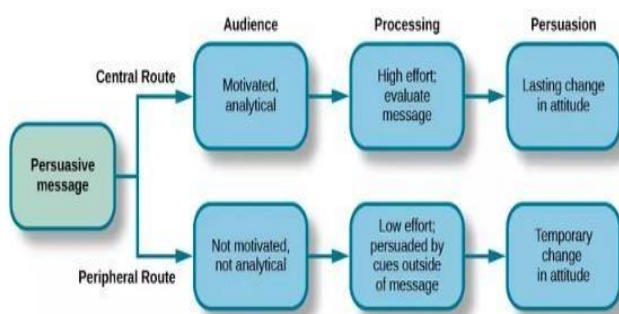 Audience
Processing
Persuasion
Central Route
Motivated,
analytical
High effort;
evaluate
message
Lasting change
in attitude
Persuasive
message
Peripheral Route
Not motivated,
not analytical
Low effort;
persuaded by
cues outside
of message
Temporary
change
in attitude